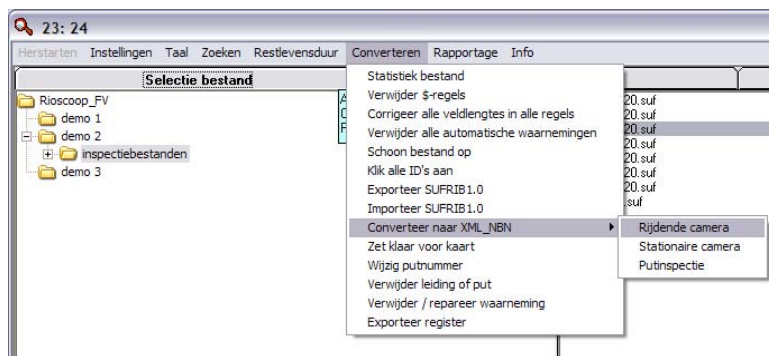 23: 24
Herstarten Instellingen Taal Zoeken Restlevensduur Converteren Rapportage Info
Selectie bestand
Rioscoop_FV
demo 1
demo 2
inspectiebestanden
demo 3
Statistiek bestand
Verwijder $-regels
Corrigeer alle veldlengtes in alle regels
Verwijder alle automatische waarnemingen
Schoon bestand op
Klik alle ID's aan
Exporteer SUFRIB1.0
Importeer SUFRIB1.0
Converteer naar XML_NBN
Zet klaar voor kaart
Wijzig putnummer
Verwijder leiding of put
Verwijder / repareer waarneming
Exporteer register
Rijdende camera
Stationaire camera
Putinspectie
20.suf
20.suf
20.suf
20.suf
20.suf
20.suf
20.suf
.suf